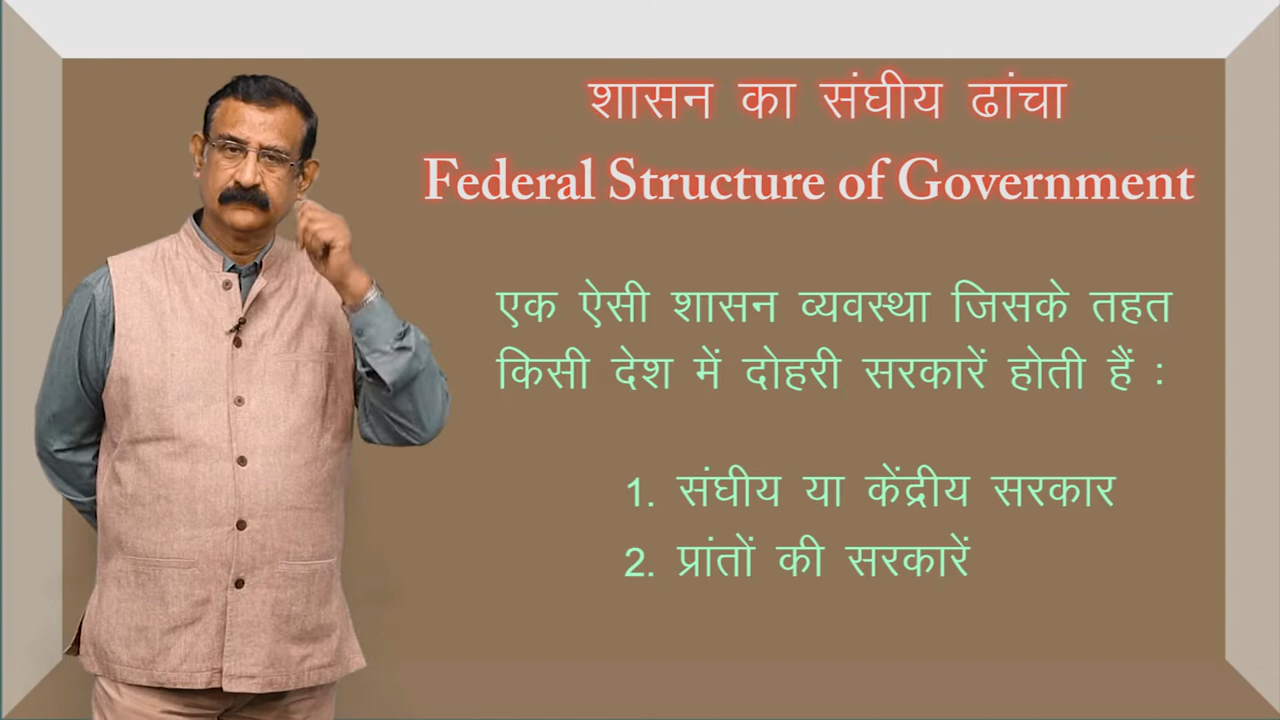 शासन का संघीय ढांचा
Federal Structure of Government
एक ऐसी शासन व्यवस्था जिसके तहत
किसी देश में दोहरी सरकारें होती हैं :
1. संघीय या केंद्रीय सरकार
2. प्रांतों की सरकारें